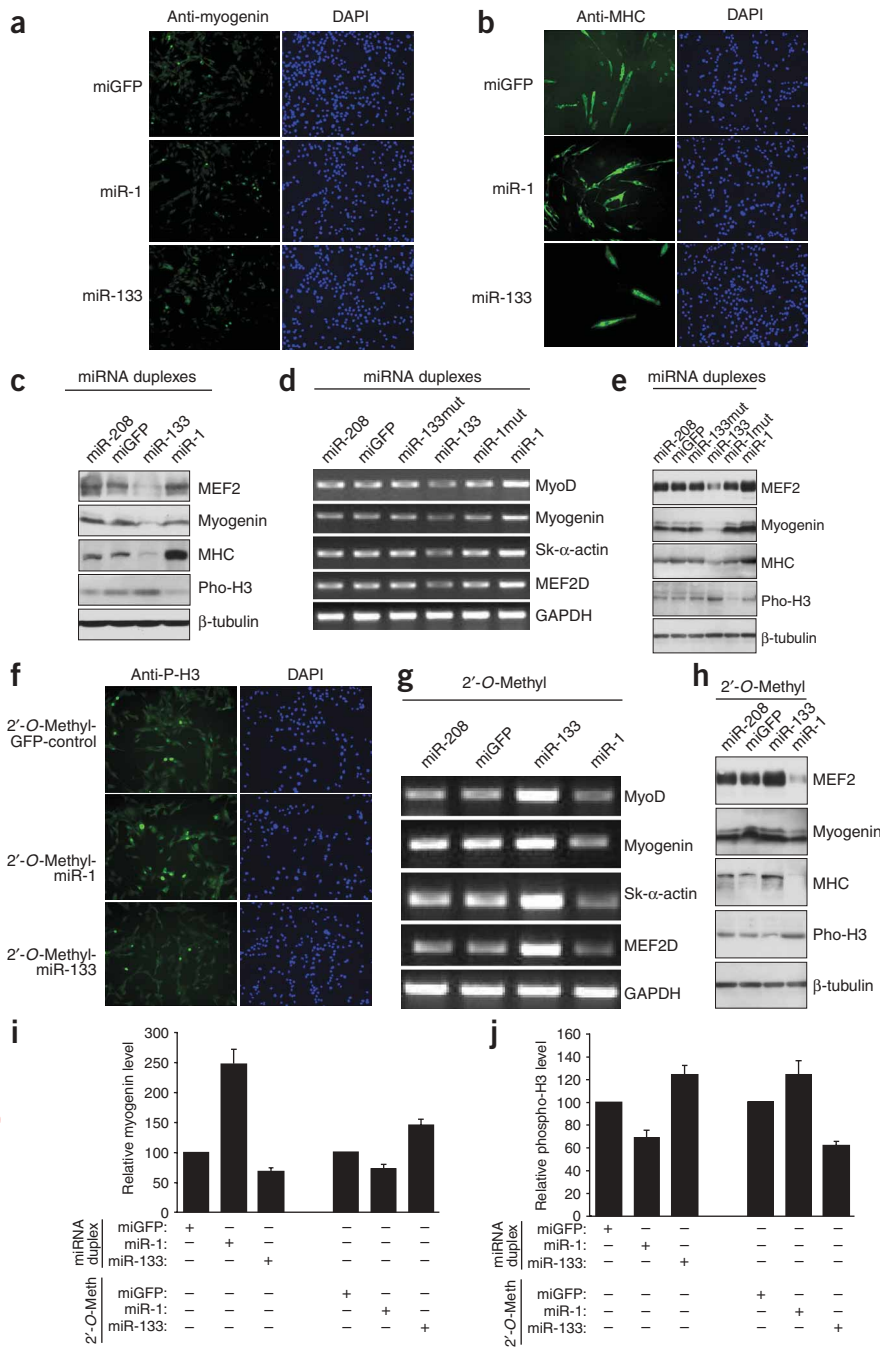 a
Anti-myogenin DAPI
miGFP
miR-1
miR-133
b
Anti-MHC DAPI
miGFP
miR-1
miR-133
c
miRNA duplexes
miR-208 miGFP miR-133 miR-1
MEF2
Myogenin
MHC
Pho-H3
β-tubulin
d
miRNA duplexes
miR-208 miGFP miR-133mut miR-133 miR-1mut miR-1
MyoD
Myogenin
Sk-α-actin
MEF2D
GAPDH
e
miRNA duplexes
miR-208 miGFP miR-133mut miR-133 miR-1mut miR-1
MEF2
Myogenin
MHC
Pho-H3
β-tubulin
f
Anti-P-H3 DAPI
2′-O-Methyl-
GFP-control
2′-O-Methyl-
miR-1
2′-O-Methyl-
miR-133
g
2′-O-Methyl
miR-208 miGFP miR-133 miR-1
MyoD
Myogenin
Sk-α-actin
MEF2D
GAPDH
h
2′-O-Methyl
miR-208 miGFP miR-133 miR-1
MEF2
Myogenin
MHC
Pho-H3
β-tubulin
i
Relative myogenin level
300
250
200
150
100
50
0
miRNA duplex
miGFP: + – – – – –
miR-1: – + – – – –
miR-133: – – + – – –
2′-O-Meth
miGFP: – – – + – –
miR-1: – – – – + –
miR-133: – – – – – +
j
Relative phospho-H3 level
160
140
120
100
80
60
40
20
0
miRNA duplex
miGFP: + – – – – –
miR-1: – + – – – –
miR-133: – – + – – –
2′-O-Meth
miGFP: – – – + – –
miR-1: – – – – + –
miR-133: – – – – – +